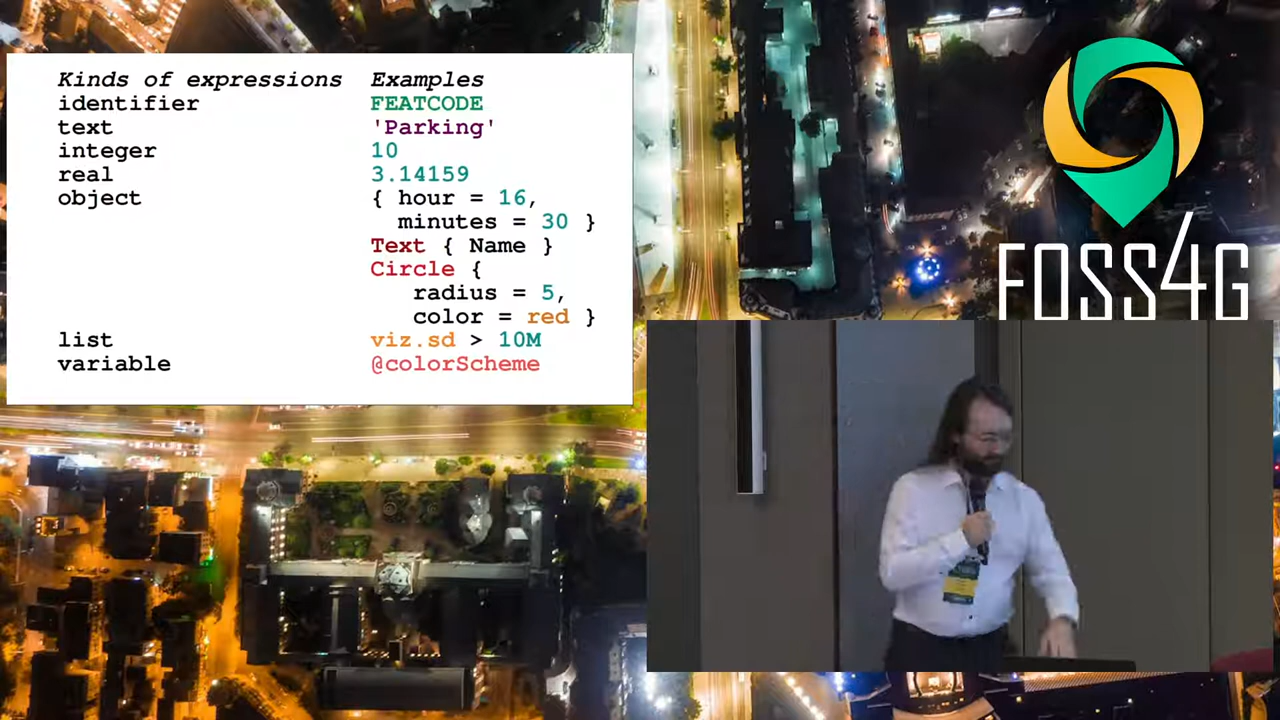 Kinds of expressions Examples
identifier FEATCODE
text 'Parking'
integer 10
real 3.14159
object { hour = 16,
minutes = 30 }
Text { Name }
Circle {
radius = 5,
color = red }
list viz.sd > 10M
variable @colorScheme
FOSS4G